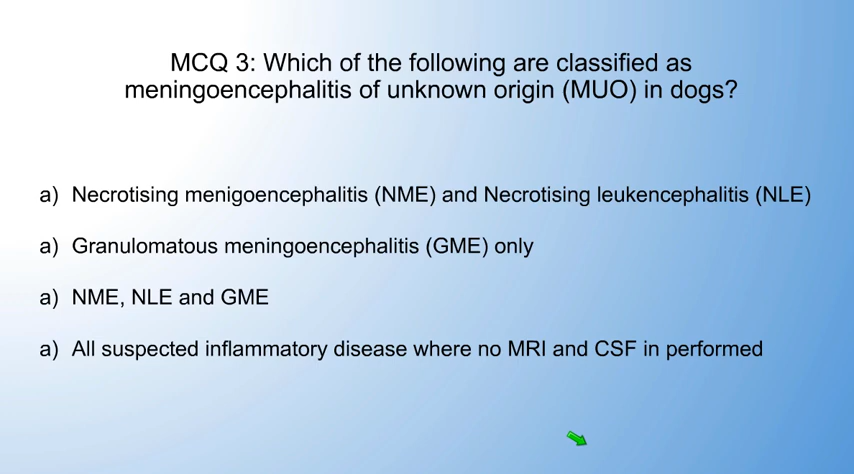 MCQ 3: Which of the following are classified as
meningoencephalitis of unknown origin (MUO) in dogs?
a) Necrotising menigoencephalitis (NME) and Necrotising leukencephalitis (NLE)
a) Granulomatous meningoencephalitis (GME) only
a) NME, NLE and GME
a) All suspected inflammatory disease where no MRI and CSF in performed